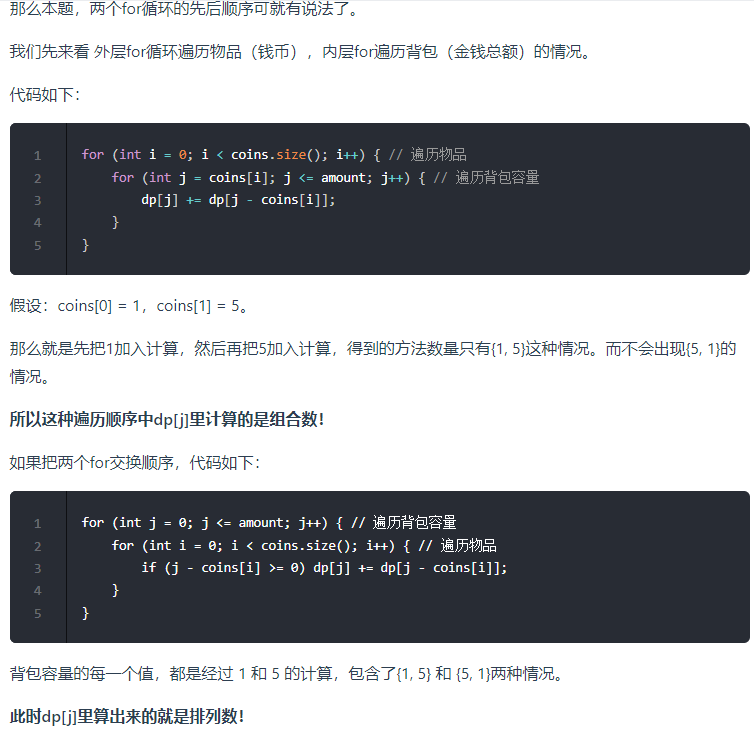 那么本题，两个for循环的先后顺序可就有说法了。
我们先来看 外层for循环遍历物品（钱币），内层for遍历背包（金钱总额）的情况。
代码如下：
1 for (int i = 0; i < coins.size(); i++) { // 遍历物品
2     for (int j = coins[i]; j <= amount; j++) { // 遍历背包容量
3         dp[j] += dp[j - coins[i]];
4     }
5 }
假设：coins[0] = 1，coins[1] = 5。
那么就是先把1加入计算，然后再把5加入计算，得到的方法数量只有{1, 5}这种情况。而不会出现{5, 1}的
情况。
所以这种遍历顺序中dp[j]里计算的是组合数！
如果把两个for交换顺序，代码如下：
1 for (int j = 0; j <= amount; j++) { // 遍历背包容量
2     for (int i = 0; i < coins.size(); i++) { // 遍历物品
3         if (j - coins[i] >= 0) dp[j] += dp[j - coins[i]];
4     }
5 }
背包容量的每一个值，都是经过 1 和 5 的计算，包含了{1, 5} 和 {5, 1}两种情况。
此时dp[j]里算出来的就是排列数！